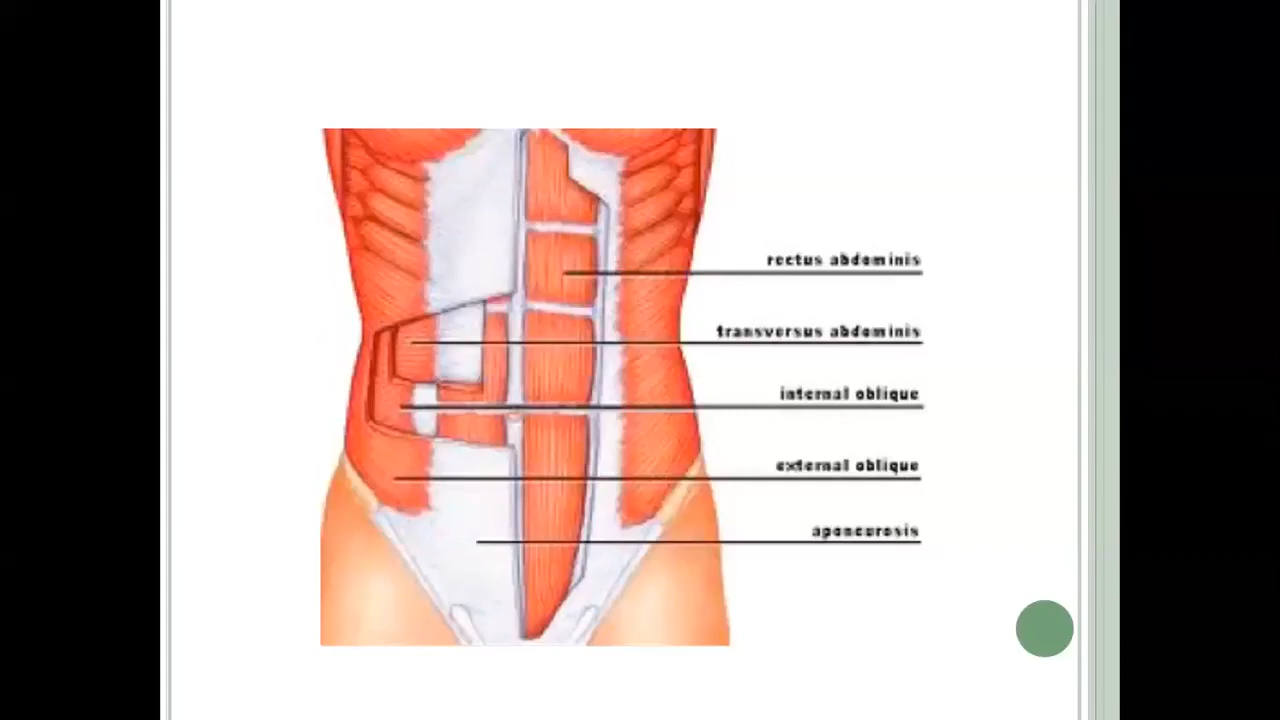 rectus abdominis
transversus abdominis
internal oblique
external oblique
aponeurosis